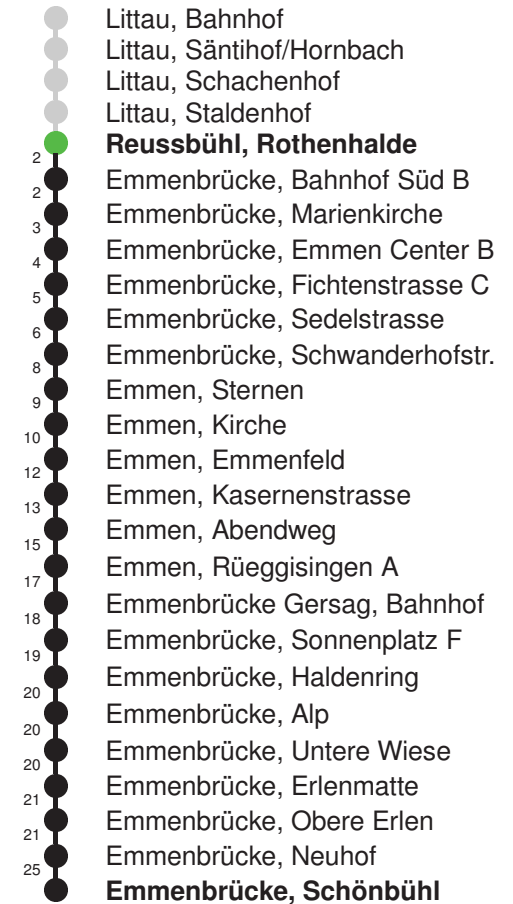 Littau, Bahnhof
Littau, Säntihof/Hornbach
Littau, Schachenhof
Littau, Staldenhof
Reussbühl, Rothenhalde
2
Emmenbrücke, Bahnhof Süd B
2
Emmenbrücke, Marienkirche
3
Emmenbrücke, Emmen Center B
4
Emmenbrücke, Fichtenstrasse C
5
Emmenbrücke, Sedelstrasse
6
Emmenbrücke, Schwanderhofstr.
8
Emmen, Sternen
9
Emmen, Kirche
10
Emmen, Emmenfeld
12
Emmen, Kasernenstrasse
13
Emmen, Abendweg
15
Emmen, Rüeggisingen A
17
Emmenbrücke Gersag, Bahnhof
18
Emmenbrücke, Sonnenplatz F
19
Emmenbrücke, Haldenring
20
Emmenbrücke, Alp
20
Emmenbrücke, Untere Wiese
20
Emmenbrücke, Erlenmatte
21
Emmenbrücke, Obere Erlen
21
Emmenbrücke, Neuhof
25
Emmenbrücke, Schönbühl